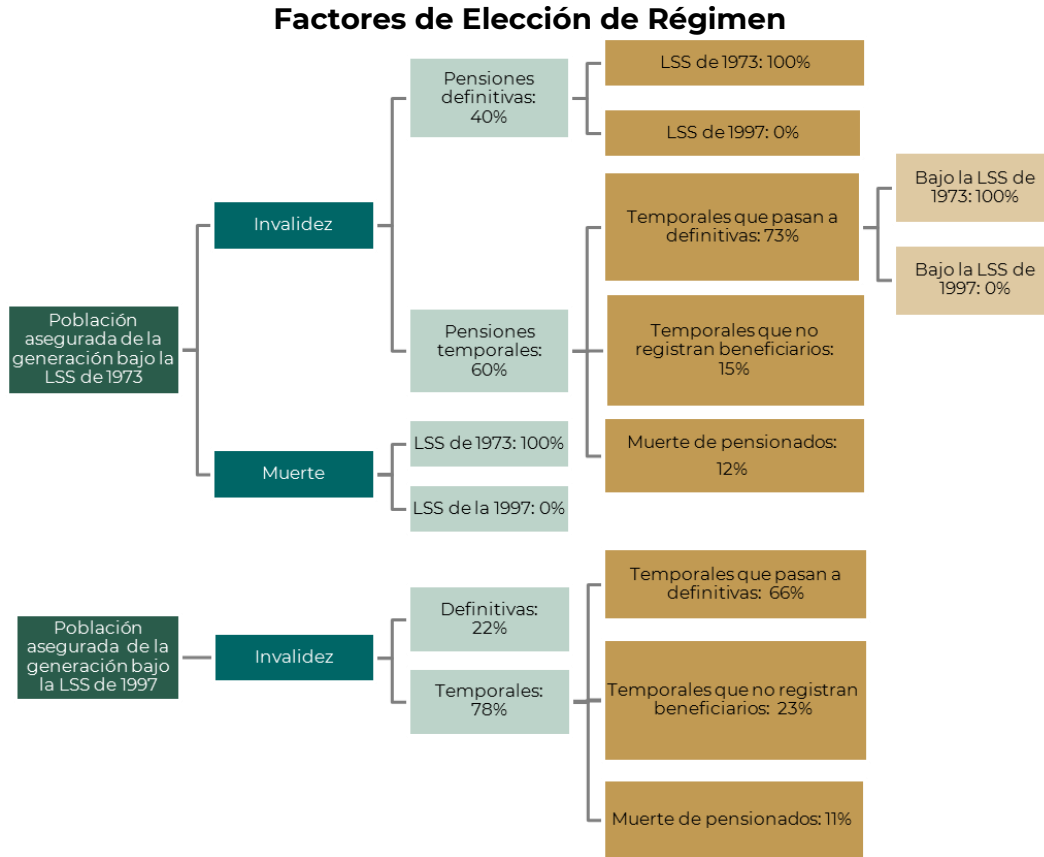 Factores de Elección de Régimen
Población
asegurada de la
generación bajo la
LSS de 1973
Invalidez
Pensiones
definitivas:
40%
LSS de 1973: 100%
LSS de 1997: 0%
Pensiones
temporales:
60%
Temporales que pasan a
definitivas: 73%
Bajo la LSS de
1973: 100%
Bajo la LSS de
1997: 0%
Temporales que no
registran beneficiarios:
15%
Muerte de pensionados:
12%
Muerte
LSS de 1973: 100%
LSS de la 1997: 0%
Población
asegurada de la
generación bajo
la LSS de 1997
Invalidez
Definitivas:
22%
Temporales:
78%
Temporales que pasan a
definitivas: 66%
Temporales que no registran
beneficiarios: 23%
Muerte de pensionados: 11%